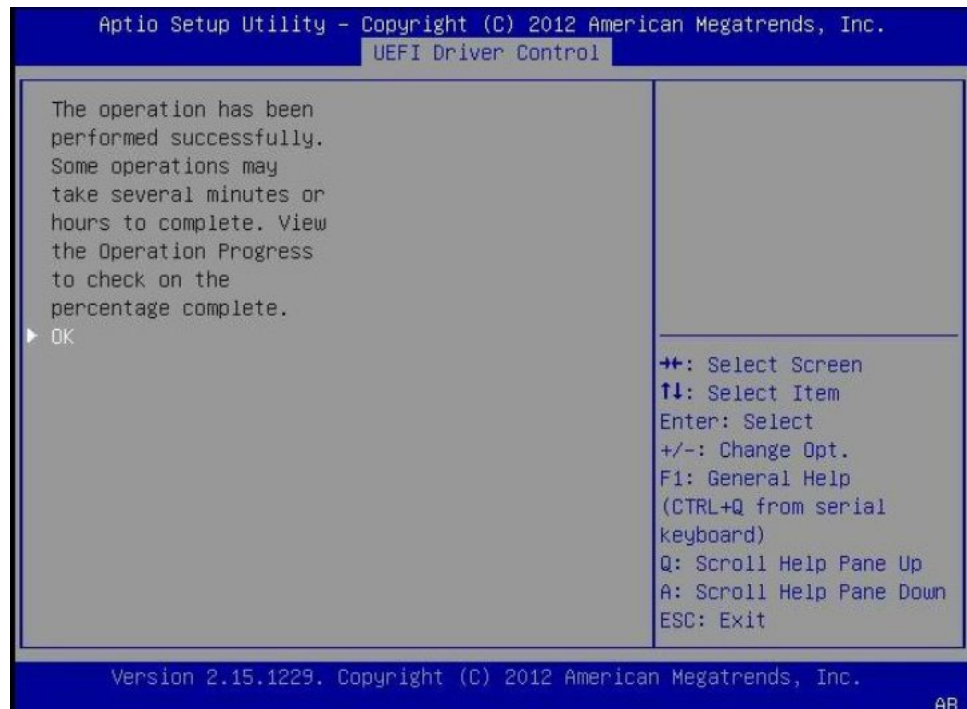 Aptio Setup Utility – Copyright (C) 2012 American Megatrends, Inc.
UEFI Driver Control
The operation has been
performed successfully.
Some operations may
take several minutes or
hours to complete. View
the Operation Progress
to check on the
percentage complete.
▶ OK
→←: Select Screen
↑↓: Select Item
Enter: Select
+/-: Change Opt.
F1: General Help
(CTRL+Q from serial
keyboard)
Q: Scroll Help Pane Up
A: Scroll Help Pane Down
ESC: Exit
Version 2.15.1229. Copyright (C) 2012 American Megatrends, Inc.
AB